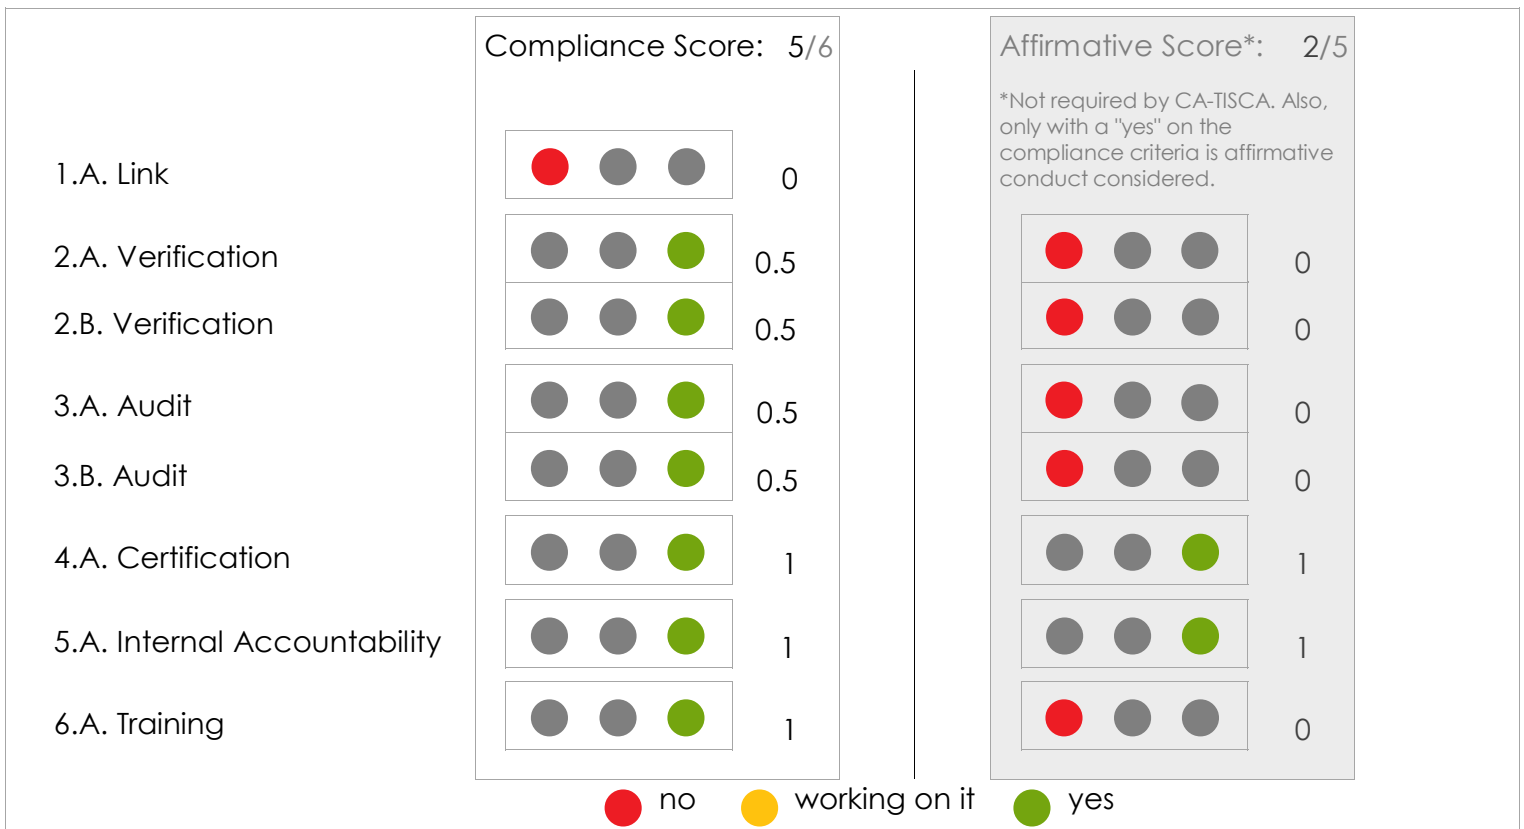 Compliance Score: 5/6
Affirmative Score*: 2/5
*Not required by CA-TISCA. Also,
only with a "yes" on the
compliance criteria is affirmative
conduct considered.
1.A. Link 0
2.A. Verification 0.5 0
2.B. Verification 0.5 0
3.A. Audit 0.5 0
3.B. Audit 0.5 0
4.A. Certification 1 1
5.A. Internal Accountability 1 1
6.A. Training 1 0
no working on it yes